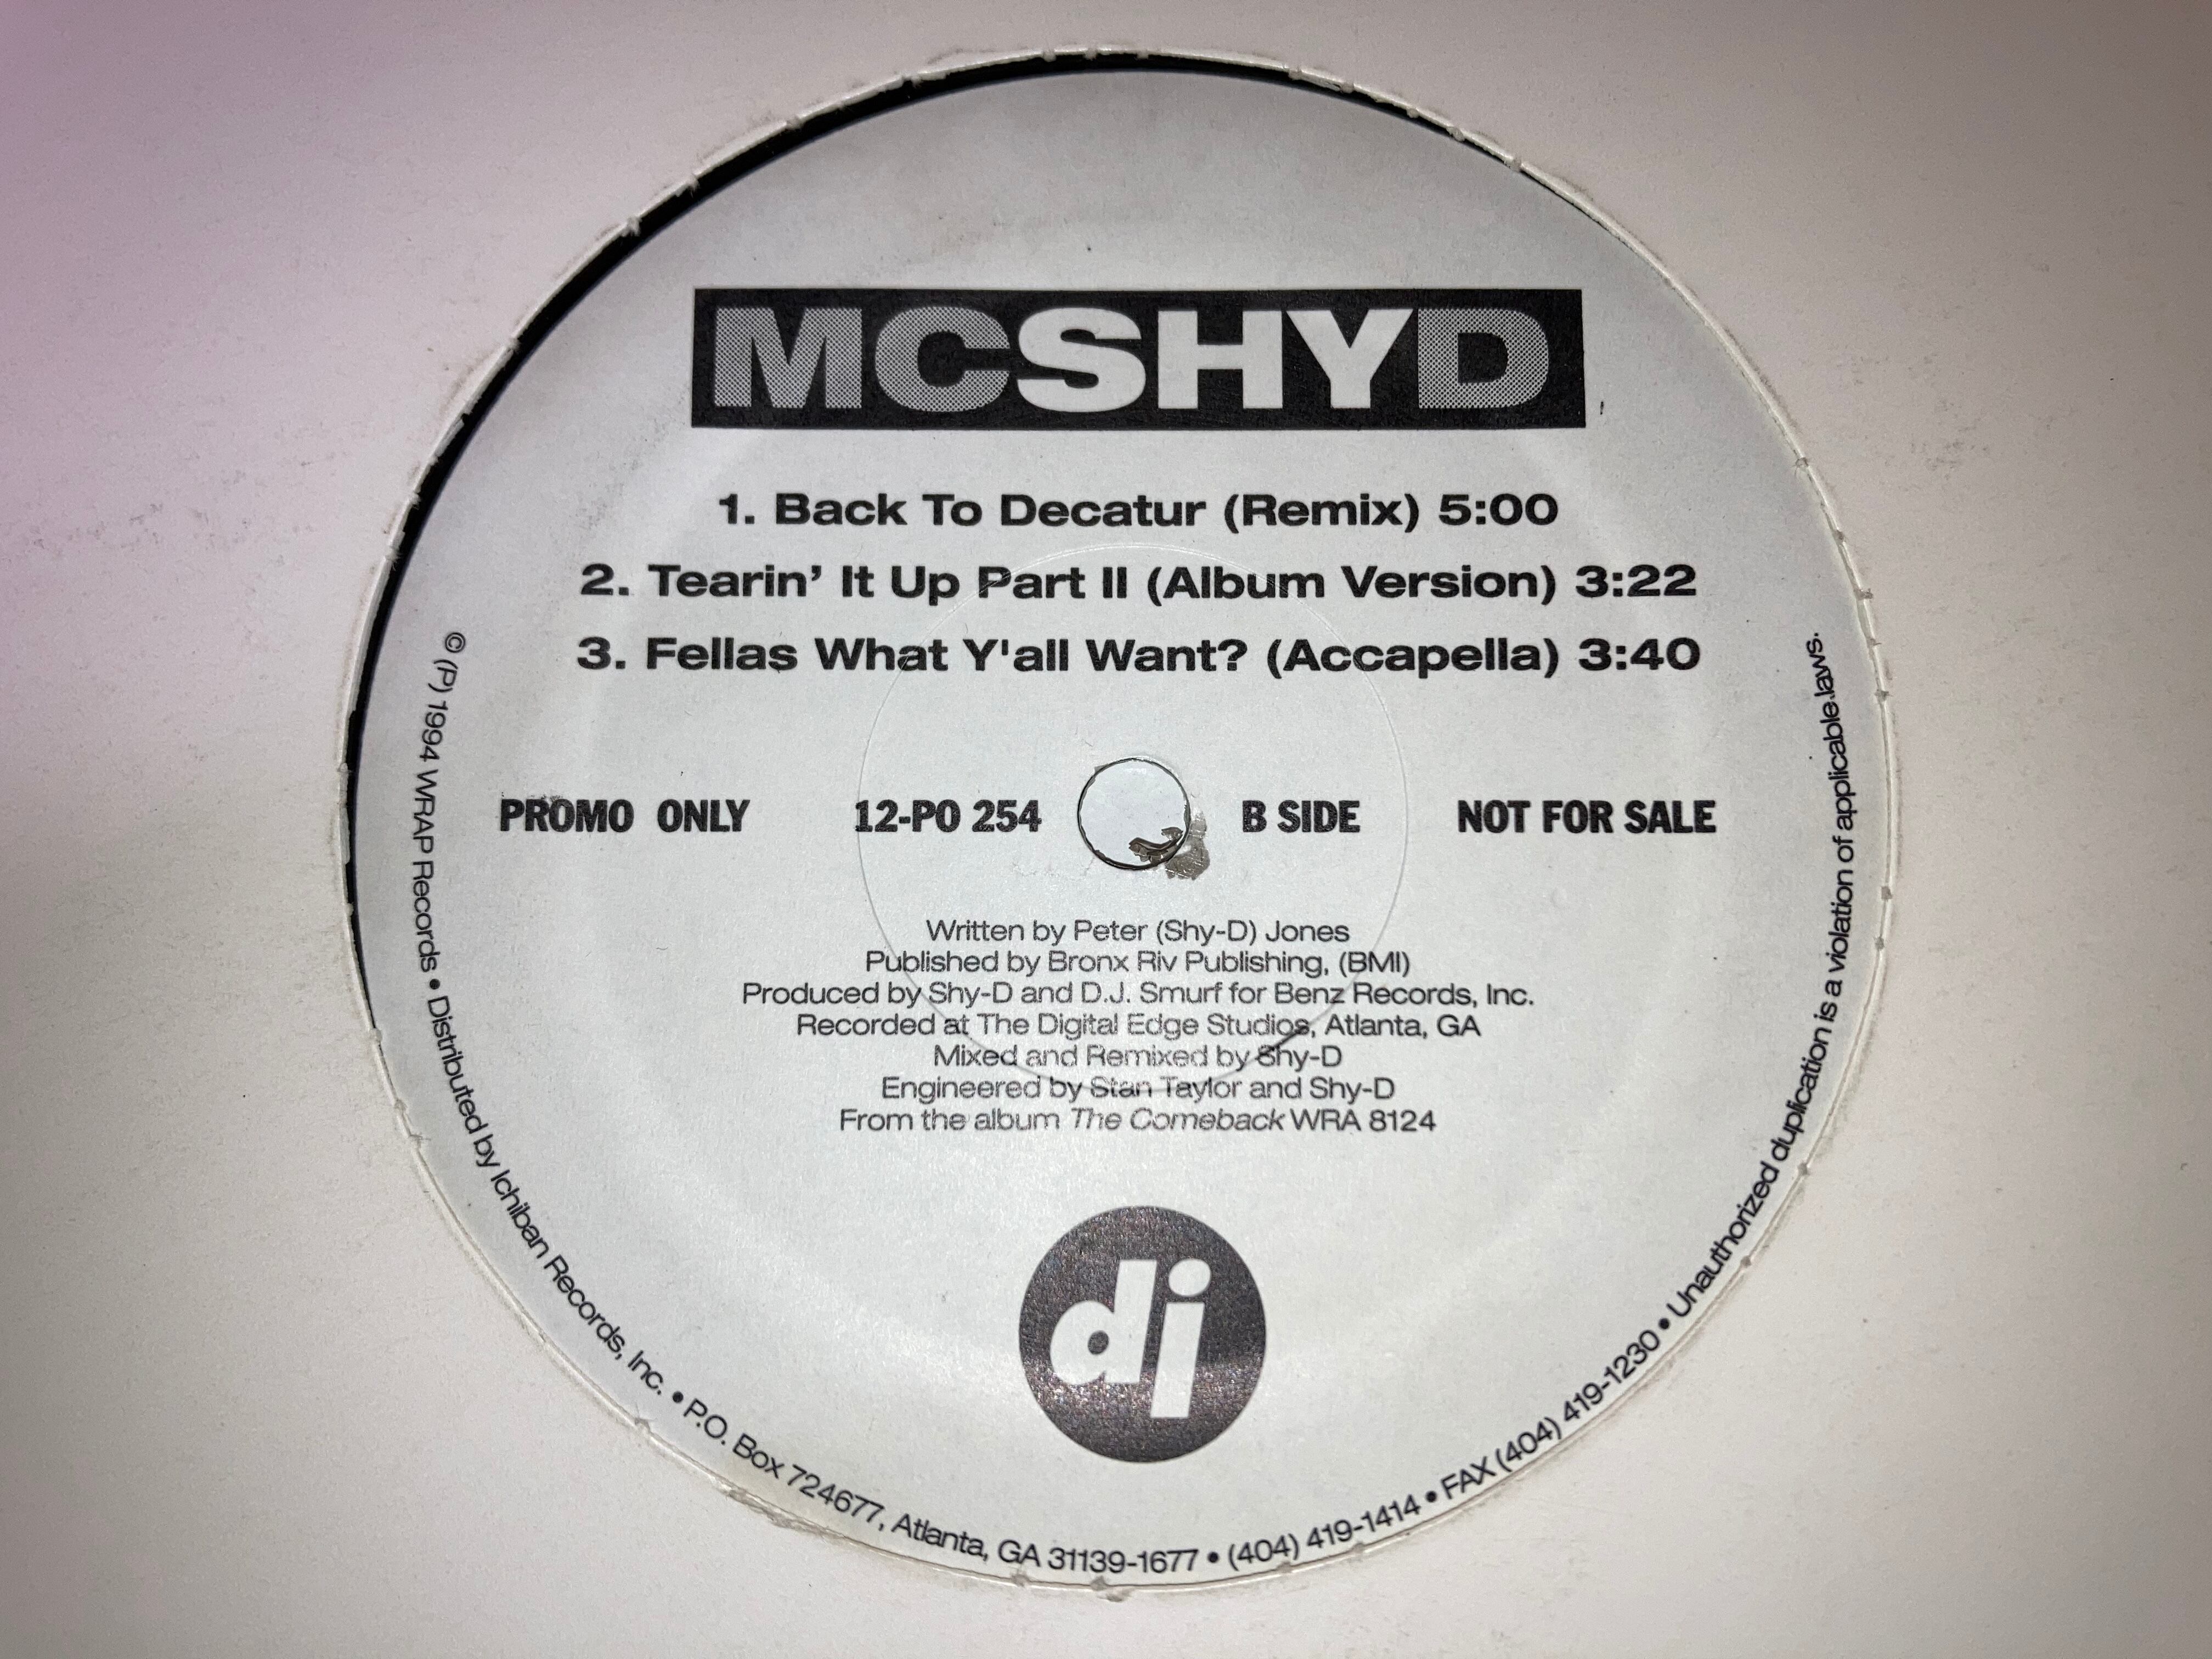 MCSHYD
1. Back To Decatur (Remix) 5:00
2. Tearin’ It Up Part II (Album Version) 3:22
3. Fellas What Y'all Want? (Accapella) 3:40
PROMO ONLY 12-PO 254 B SIDE NOT FOR SALE
Written by Peter (Shy-D) Jones
Published by Bronx Riv Publishing, (BMI)
Produced by Shy-D and D.J. Smurf for Benz Records, Inc.
Recorded at The Digital Edge Studios, Atlanta, GA
Mixed and Remixed by Shy-D
Engineered by Stan Taylor and Shy-D
From the album The Comeback WRA 8124
dj
© (P) 1994 WRAP Records • Distributed by Ichiban Records, Inc. • P.O. Box 724677, Atlanta, GA 31139-1677 • (404) 419-1414 • FAX (404) 419-1230 • Unauthorized duplication is a violation of applicable.laws.